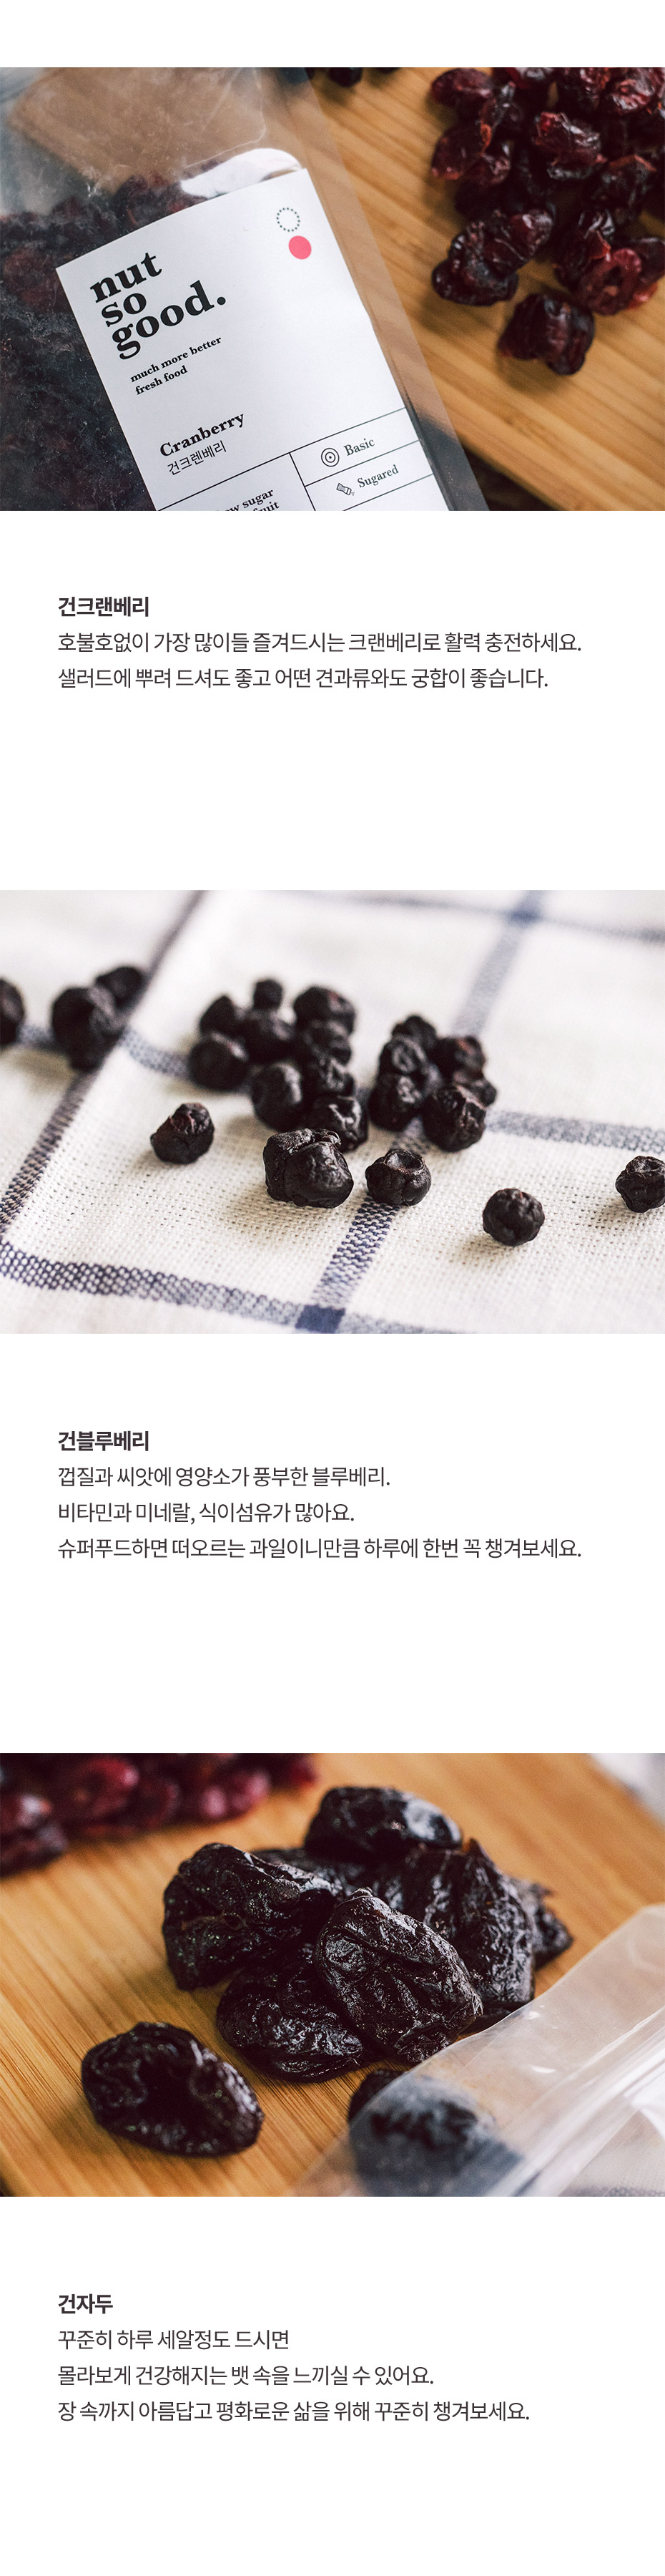 nut
so
good.
much more better
fresh food
Cranberry
건크렌베리
Basic
Sugared
sugar
건크랜베리
호불호없이 가장 많이들 즐겨드시는 크랜베리로 활력 충전하세요.
샐러드에 뿌려 드셔도 좋고 어떤 견과류와도 궁합이 좋습니다.
건블루베리
껍질과 씨앗에 영양소가 풍부한 블루베리.
비타민과 미네랄, 식이섬유가 많아요.
슈퍼푸드하면 떠오르는 과일이니만큼 하루에 한번 꼭 챙겨보세요.
건자두
꾸준히 하루 세알정도 드시면
몰라보게 건강해지는 뱃 속을 느끼실 수 있어요.
장 속까지 아름답고 평화로운 삶을 위해 꾸준히 챙겨보세요.